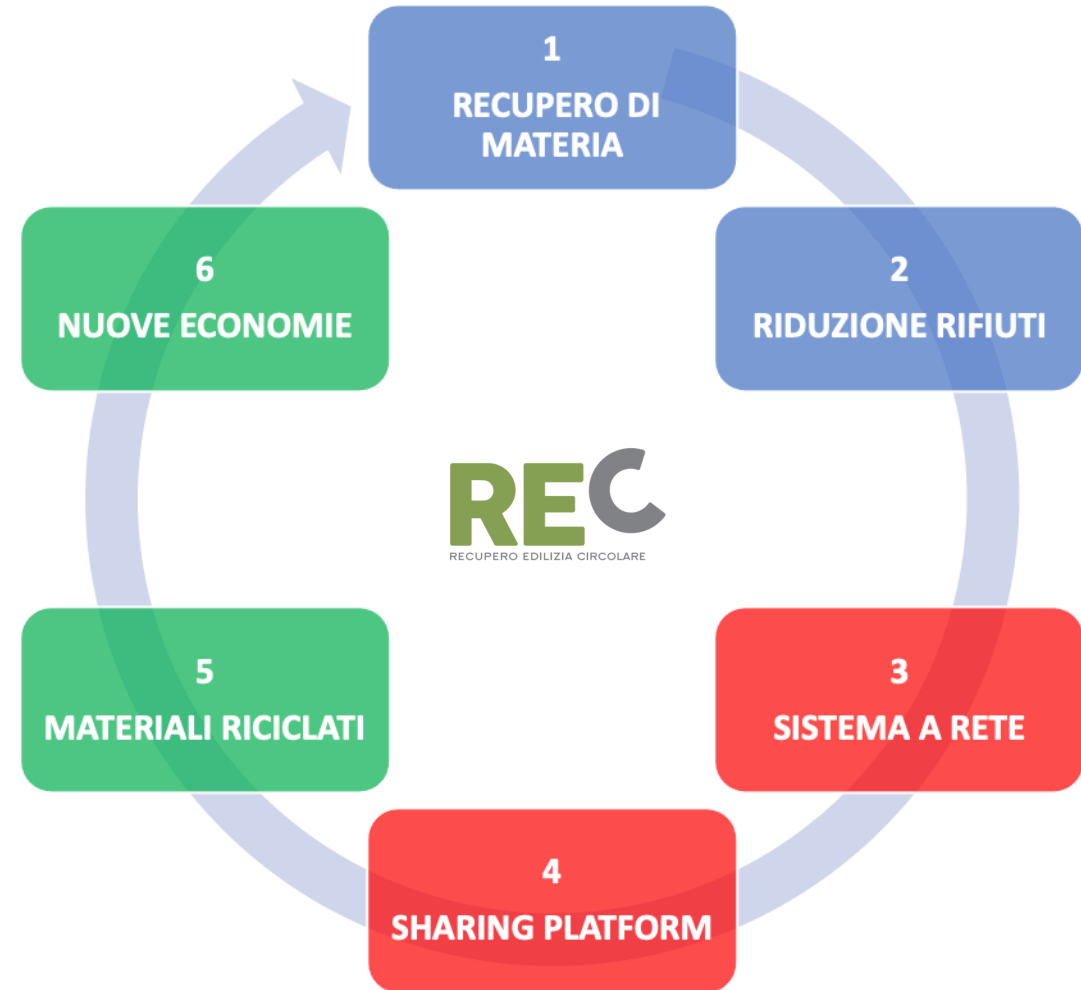 1
RECUPERO DI
MATERIA
2
RIDUZIONE RIFIUTI
3
SISTEMA A RETE
4
SHARING PLATFORM
5
MATERIALI RICICLATI
6
NUOVE ECONOMIE
REC
RECUPERO EDILIZIA CIRCOLARE